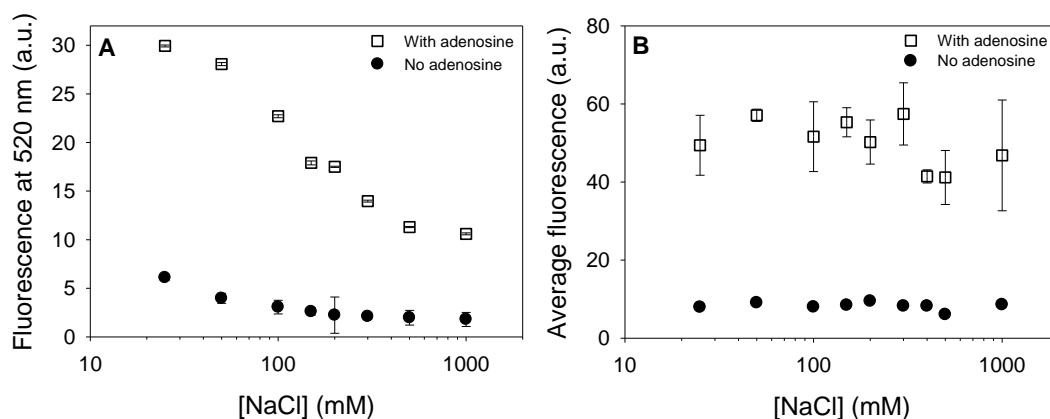 A
With adenosine
No adenosine
Fluorescence at 520 nm (a.u.)
30
25
20
15
10
5
0
10
100
1000
[NaCl] (mM)
B
With adenosine
No adenosine
Average fluorescence (a.u.)
80
60
40
20
0
10
100
1000
[NaCl] (mM)